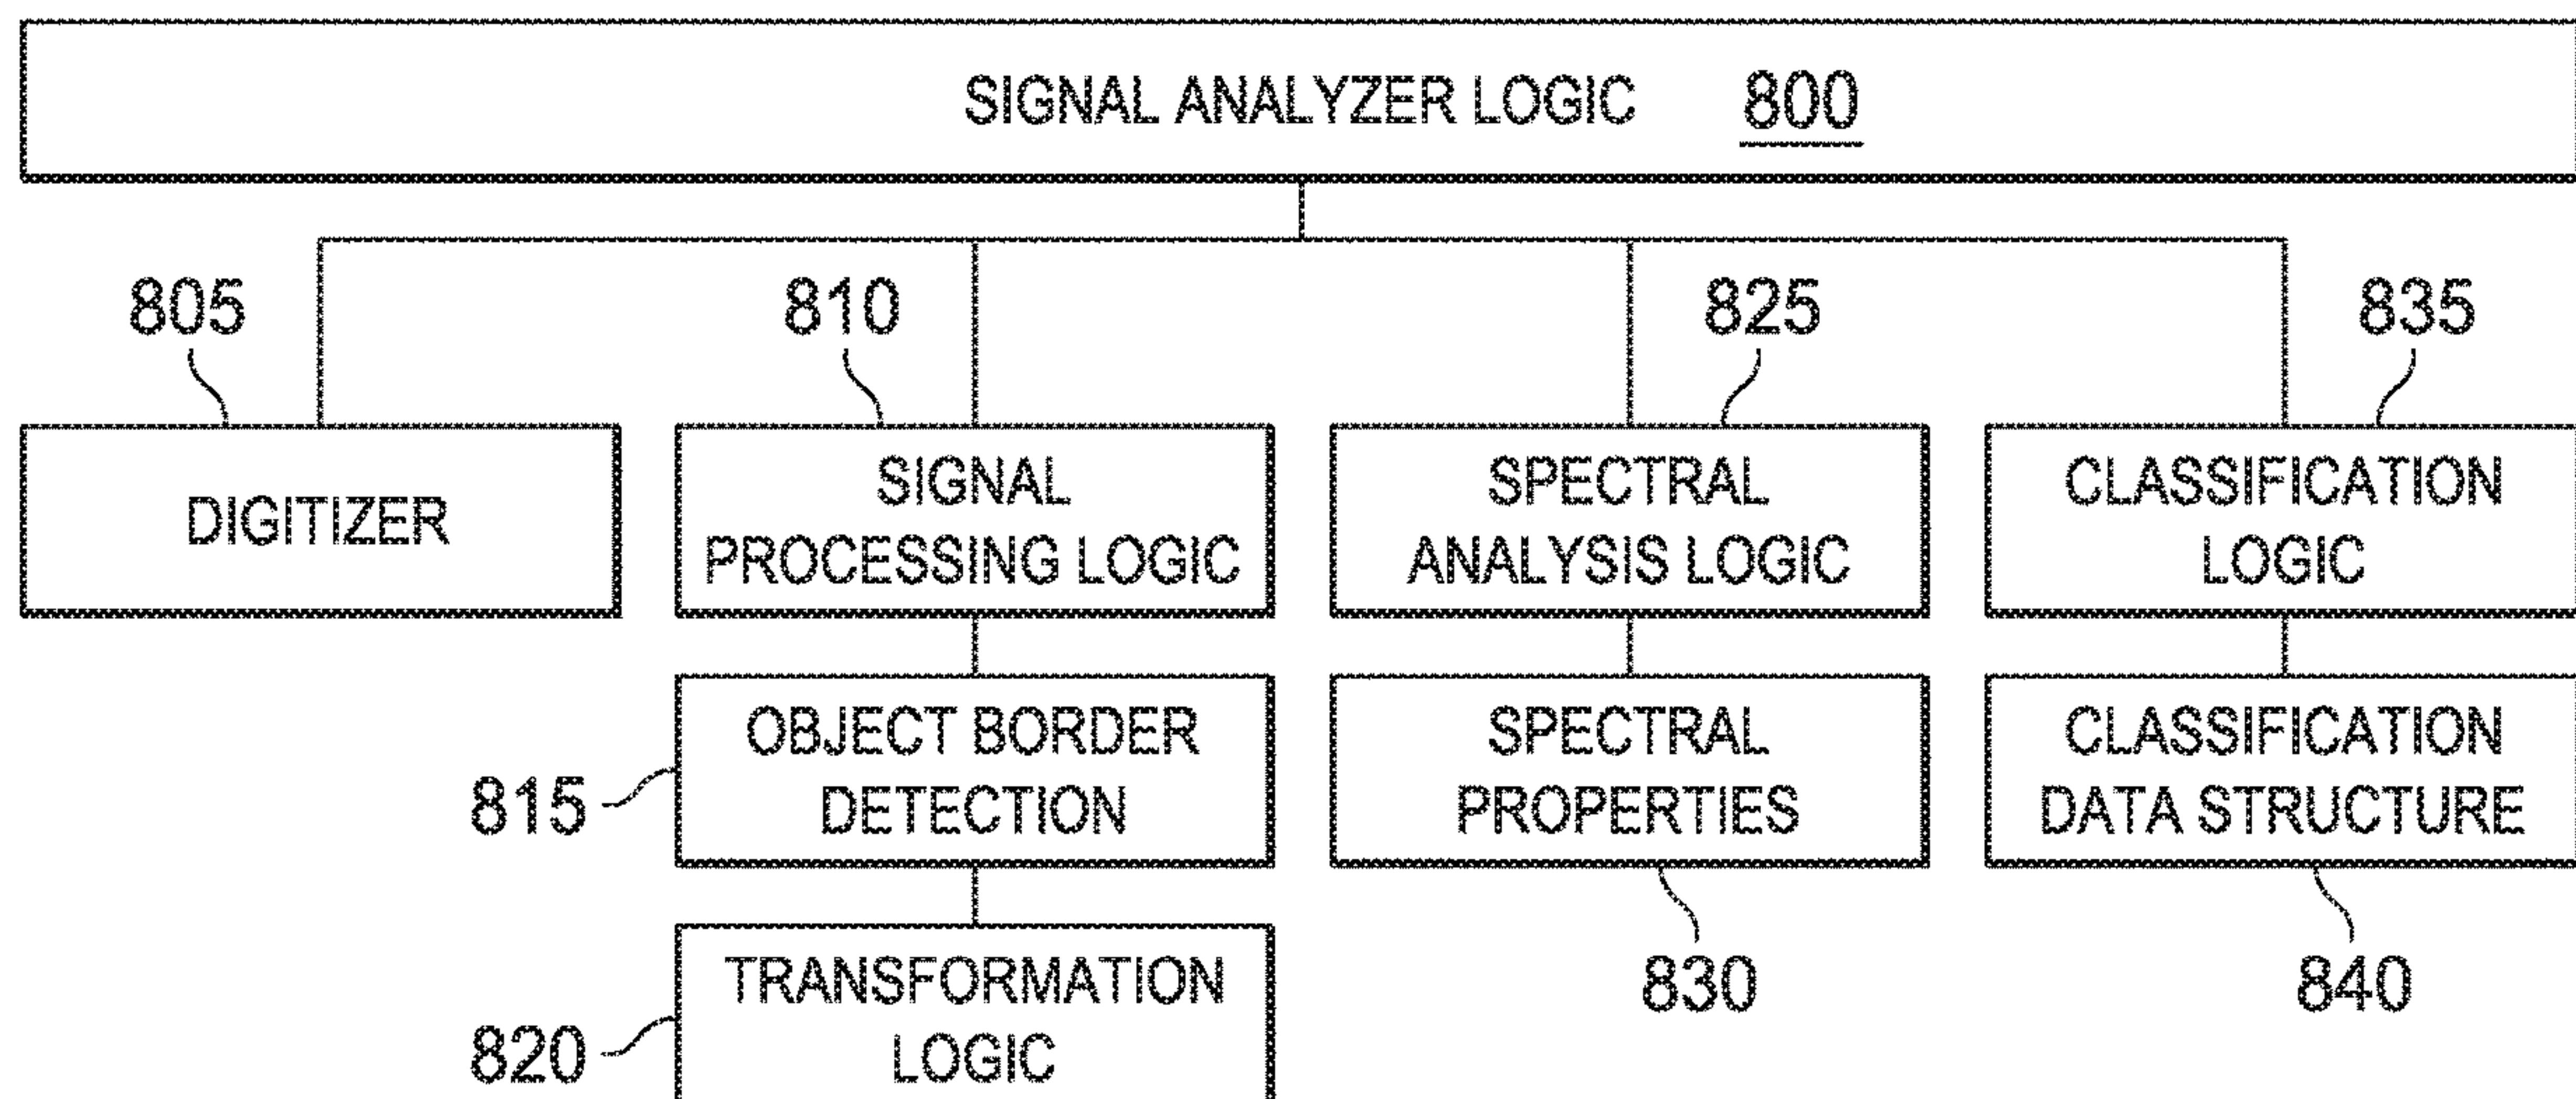 SIGNAL ANALYZER LOGIC 800
805
810
825
835
DIGITIZER
SIGNAL
PROCESSING LOGIC
SPECTRAL
ANALYSIS LOGIC
CLASSIFICATION
LOGIC
815
OBJECT BORDER
DETECTION
SPECTRAL
PROPERTIES
CLASSIFICATION
DATA STRUCTURE
820
TRANSFORMATION
LOGIC
830
840